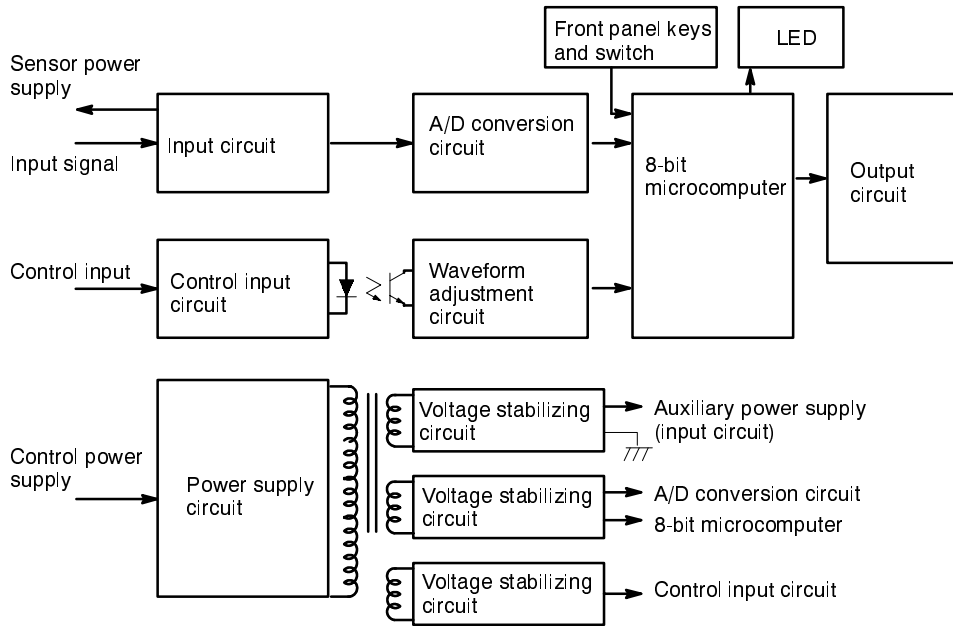 Front panel keys
and switch
LED
Sensor power
supply
Input signal
Input circuit
A/D conversion
circuit
8-bit
microcomputer
Output
circuit
Control input
Control input
circuit
Waveform
adjustment
circuit
Control power
supply
Power supply
circuit
Voltage stabilizing
circuit
Auxiliary power supply
(input circuit)
Voltage stabilizing
circuit
A/D conversion circuit
8-bit microcomputer
Voltage stabilizing
circuit
Control input circuit